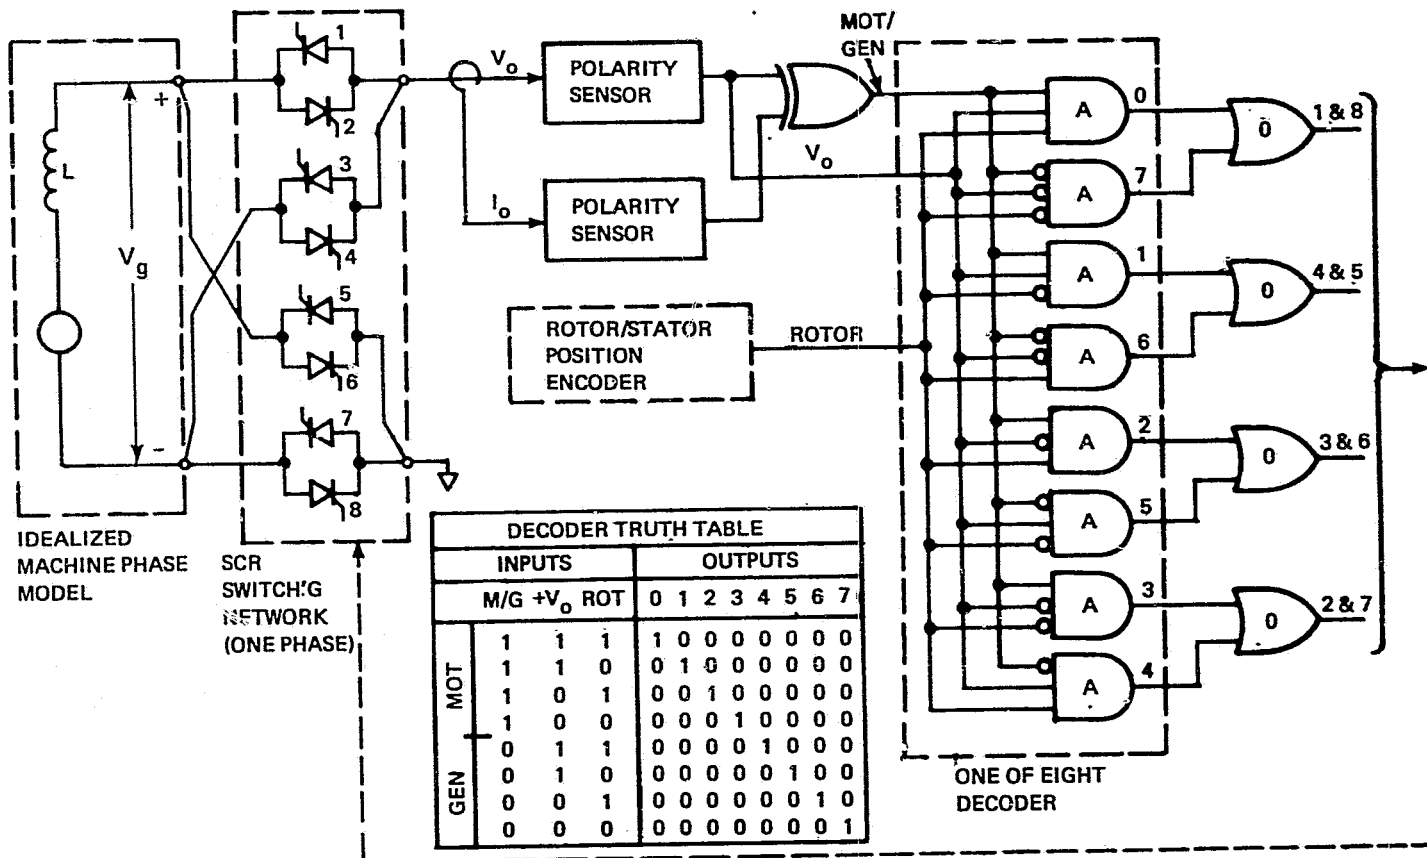 MOT/
GEN
1
2
3
4
5
6
7
8
+
-
L
Vg
Vo
Io
POLARITY
SENSOR
POLARITY
SENSOR
Vo
ROTOR/STATOR
POSITION
ENCODER
ROTOR
A 0
A 7
A 1
A 6
A 2
A 5
A 3
A 4
0 1 & 8
0 4 & 5
0 3 & 6
0 2 & 7
IDEALIZED
MACHINE PHASE
MODEL
SCR
SWITCH'G
NETWORK
(ONE PHASE)
ONE OF EIGHT
DECODER
DECODER TRUTH TABLE
INPUTS OUTPUTS
M/G +Vo ROT 0 1 2 3 4 5 6 7
MOT
1 1 1 1 0 0 0 0 0 0 0
1 1 0 0 1 0 0 0 0 0 0
1 0 1 0 0 1 0 0 0 0 0
1 0 0 0 0 0 1 0 0 0 0
GEN
0 1 1 0 0 0 0 1 0 0 0
0 1 0 0 0 0 0 0 1 0 0
0 0 1 0 0 0 0 0 0 1 0
0 0 0 0 0 0 0 0 0 0 1